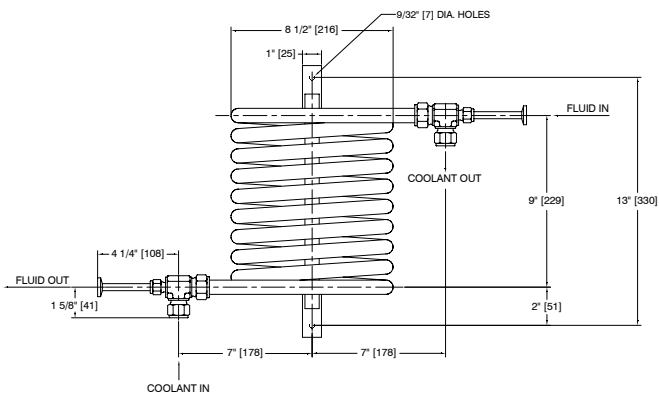 8 1/2" [216]
9/32" [7] DIA. HOLES
1" [25]
FLUID IN
COOLANT OUT
9" [229]
13" [330]
4 1/4" [108]
FLUID OUT
1 5/8" [41]
2" [51]
7" [178]
7" [178]
COOLANT IN